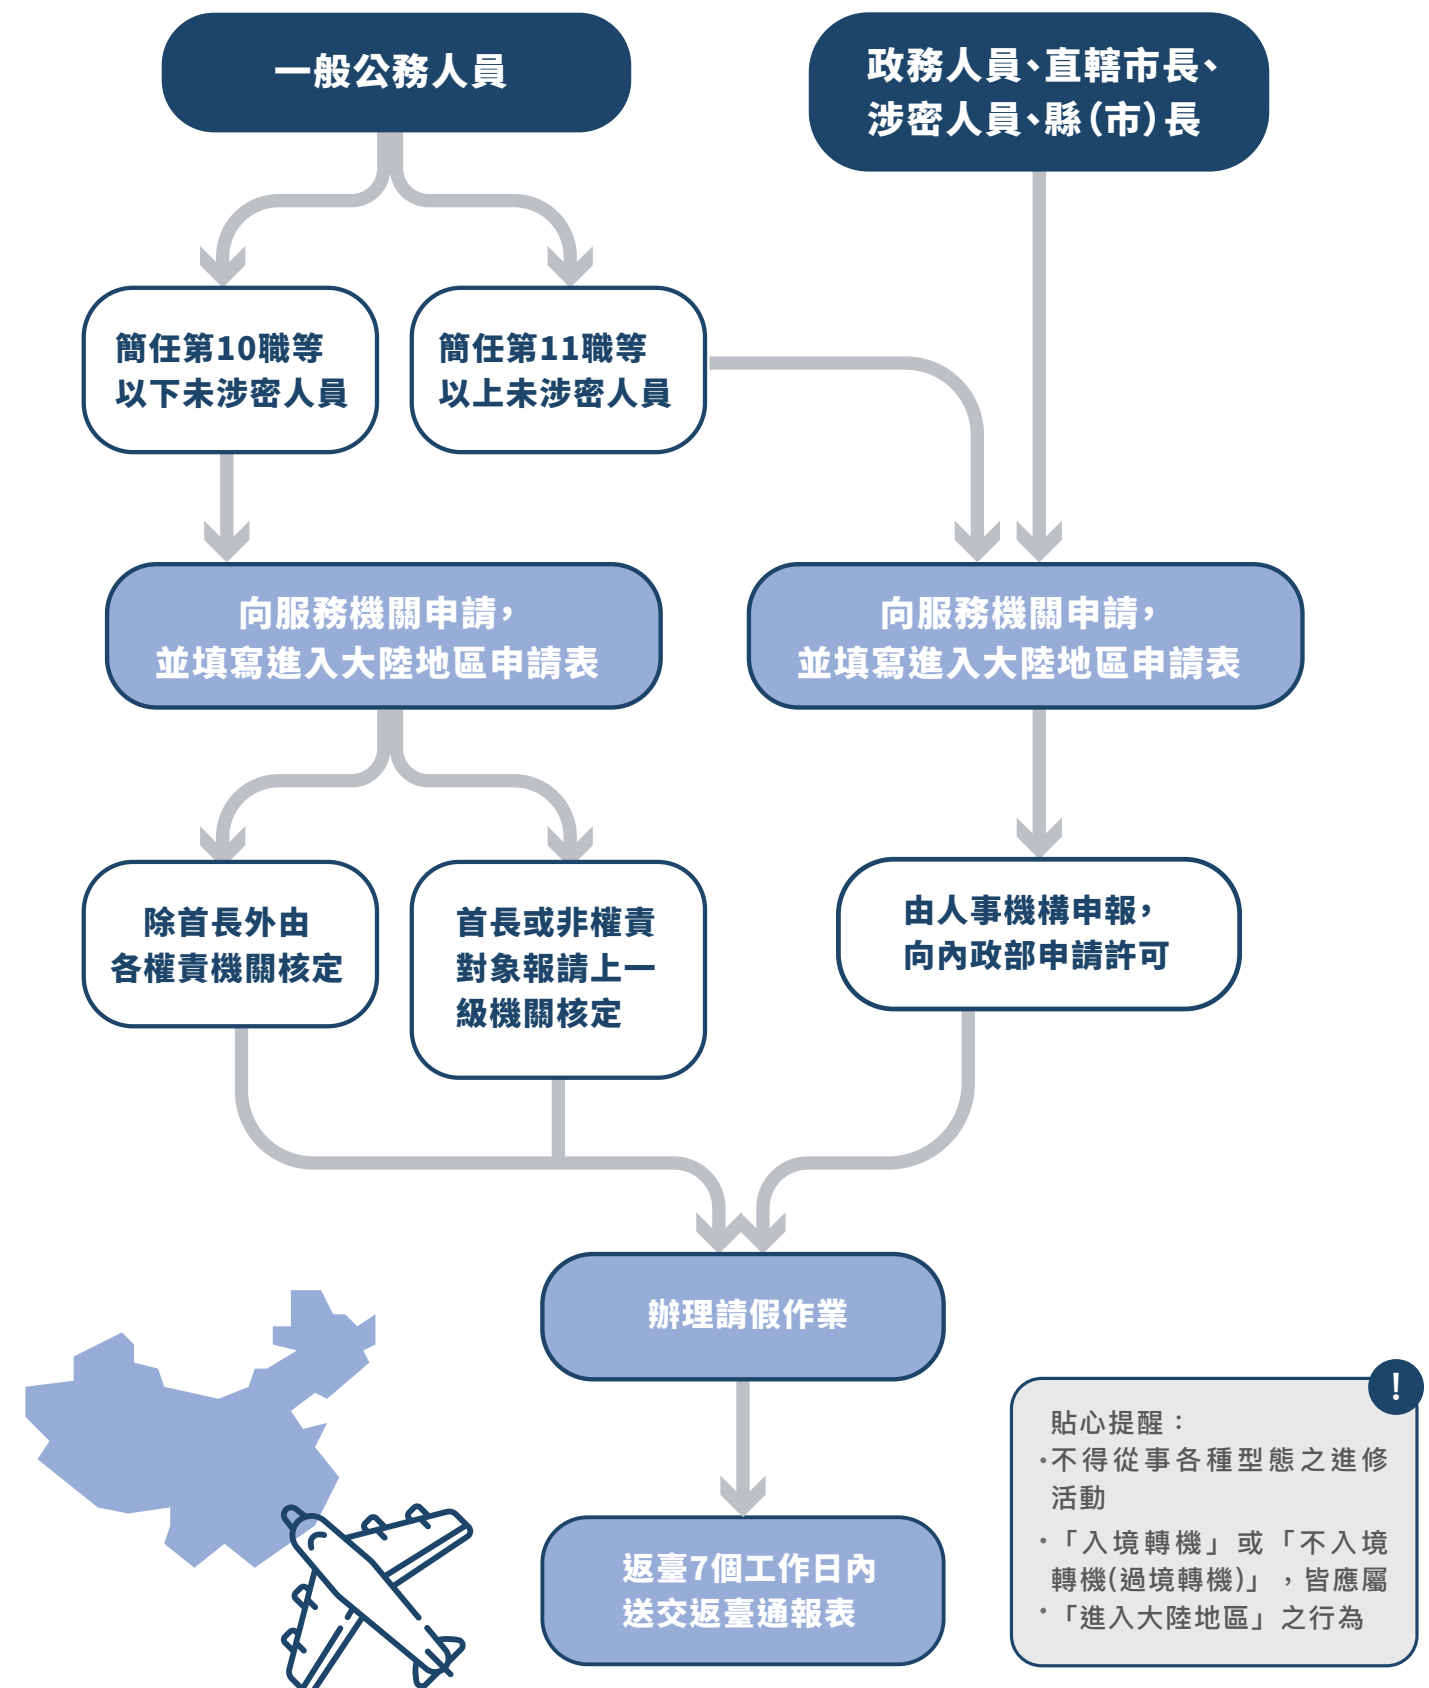 一般公務人員
政務人員、直轄市長、
涉密人員、縣（市）長
簡任第10職等
以下未涉密人員
簡任第11職等
以上未涉密人員
向服務機關申請，
並填寫進入大陸地區申請表
向服務機關申請，
並填寫進入大陸地區申請表
除首長外由
各權責機關核定
首長或非權責
對象報請上一
級機關核定
由人事機構申報，
向內政部申請許可
辦理請假作業
返臺7個工作日內
送交返臺通報表
!
貼心提醒：
·不得從事各種型態之進修
活動
·「入境轉機」或「不入境
轉機(過境轉機)」，皆應屬
·「進入大陸地區」之行為